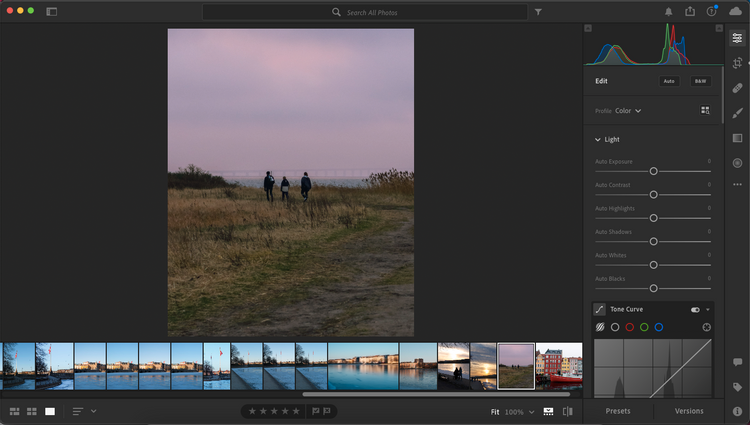 Search All Photos
Edit
Auto
B&W
Profile
Color
Light
Auto Exposure
0
Auto Contrast
0
Auto Highlights
0
Auto Shadows
0
Auto Whites
0
Auto Blacks
0
Tone Curve
Fit
100%
Presets
Versions